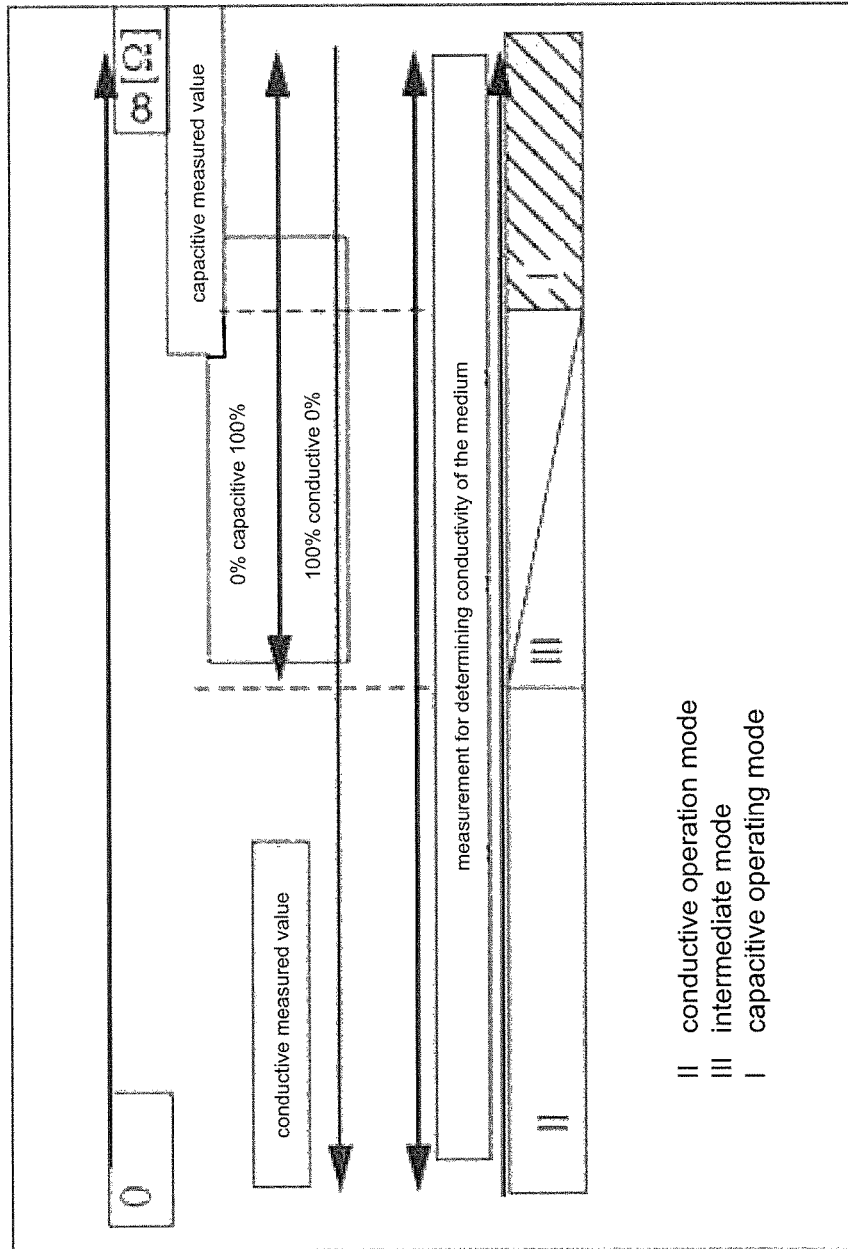 0
∞ [Ω]
capacitive measured value
0% capacitive 100%
100% conductive 0%
conductive measured value
measurement for determining conductivity of the medium
II
III
I
II conductive operation mode
III intermediate mode
I capacitive operating mode